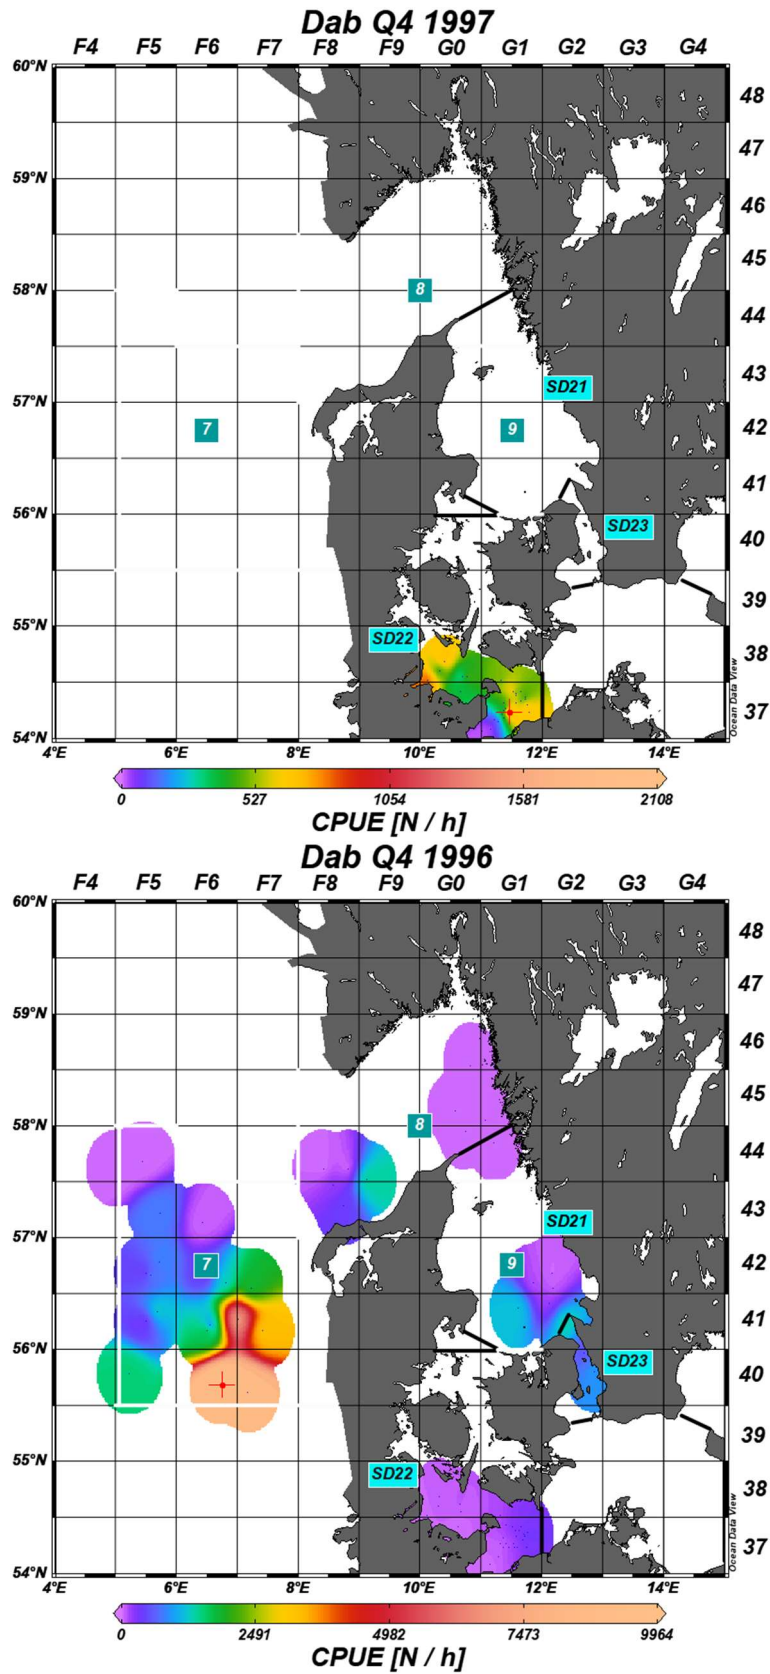 Dab Q4 1997
F4 F5 F6 F7 F8 F9 G0 G1 G2 G3 G4
60°N
48
47
59°N
46
45
58°N
8
44
43
SD21
57°N
7
9
42
41
56°N
SD23
40
39
55°N
SD22
38
37
54°N
Ocean Data View
4°E 6°E 8°E 10°E 12°E 14°E
0 527 1054 1581 2108
CPUE [N / h]
Dab Q4 1996
F4 F5 F6 F7 F8 F9 G0 G1 G2 G3 G4
60°N
48
47
59°N
46
45
58°N
8
44
43
SD21
57°N
7
9
42
41
56°N
SD23
40
39
55°N
SD22
38
37
54°N
Ocean Data View
4°E 6°E 8°E 10°E 12°E 14°E
0 2491 4982 7473 9964
CPUE [N / h]